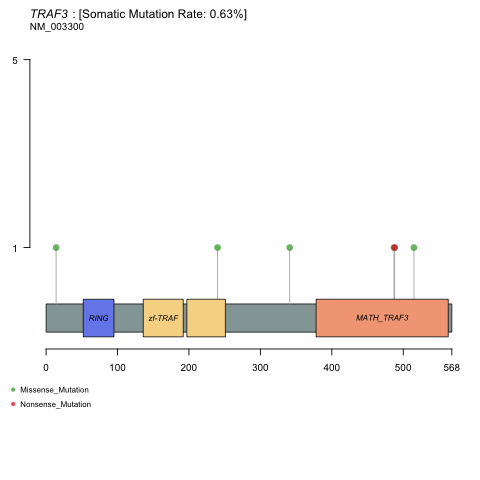 TRAF3 : [Somatic Mutation Rate: 0.63%]
NM_003300
5
1
RING
zf-TRAF
MATH_TRAF3
0 100 200 300 400 500 568
Missense_Mutation
Nonsense_Mutation